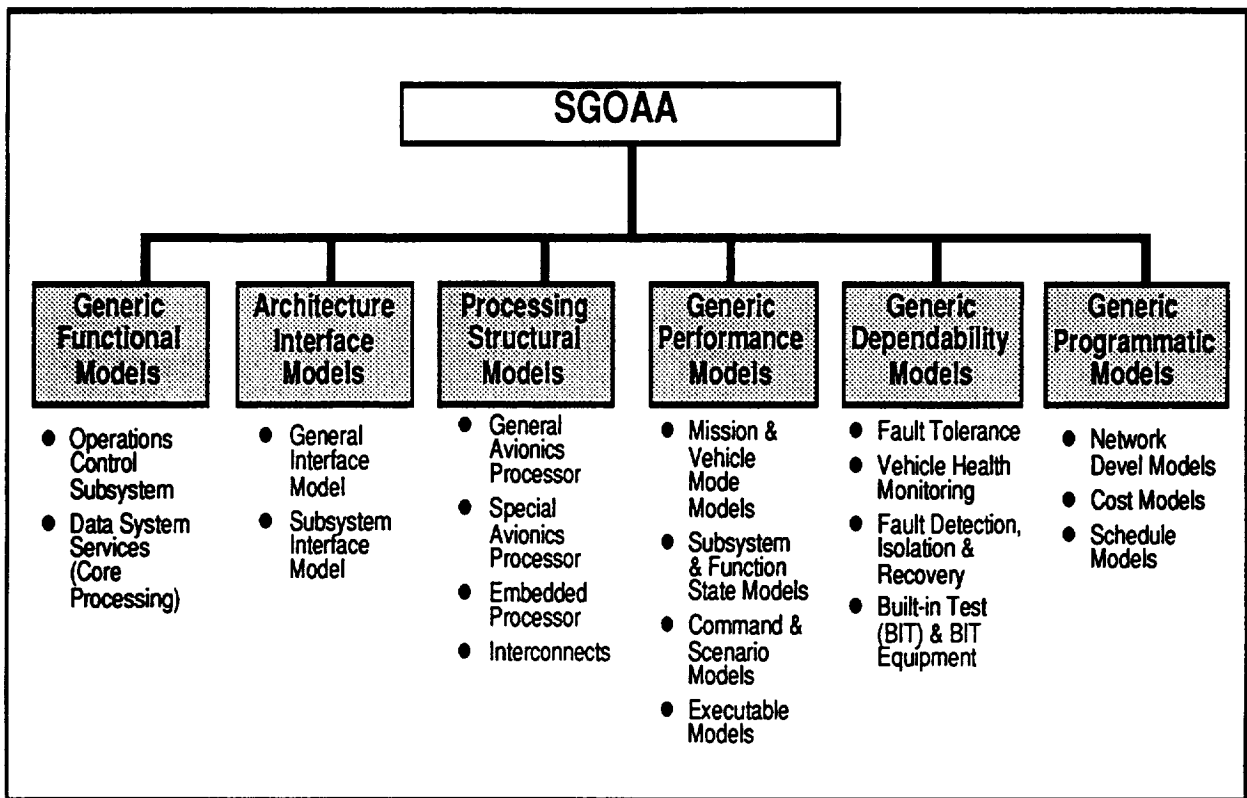 SGOAA
Generic
Functional
Models
Operations
Control
Subsystem
Data System
Services
(Core
Processing)
Architecture
Interface
Models
General
Interface
Model
Subsystem
Interface
Model
Processing
Structural
Models
General
Avionics
Processor
Special
Avionics
Processor
Embedded
Processor
Interconnects
Generic
Performance
Models
Mission &
Vehicle
Mode
Models
Subsystem
& Function
State Models
Command &
Scenario
Models
Executable
Models
Generic
Dependability
Models
Fault Tolerance
Vehicle Health
Monitoring
Fault Detection,
Isolation &
Recovery
Built-in Test
(BIT) & BIT
Equipment
Generic
Programmatic
Models
Network
Devel Models
Cost Models
Schedule
Models